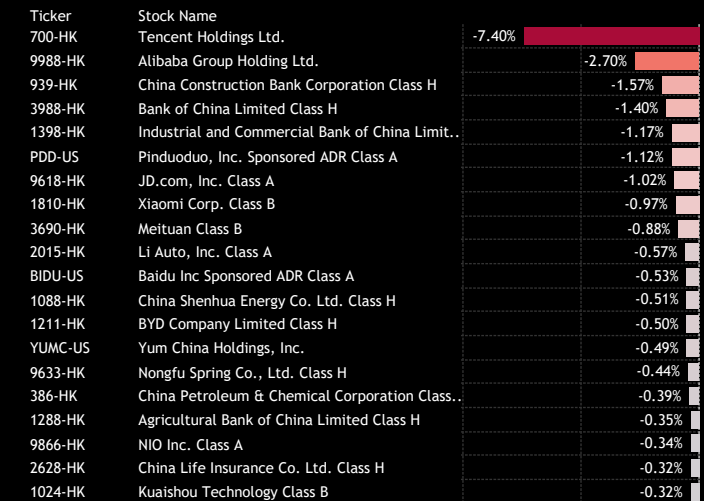 Ticker Stock Name
700-HK Tencent Holdings Ltd. -7.40%
9988-HK Alibaba Group Holding Ltd. -2.70%
939-HK China Construction Bank Corporation Class H -1.57%
3988-HK Bank of China Limited Class H -1.40%
1398-HK Industrial and Commercial Bank of China Limit.. -1.17%
PDD-US Pinduoduo, Inc. Sponsored ADR Class A -1.12%
9618-HK JD.com, Inc. Class A -1.02%
1810-HK Xiaomi Corp. Class B -0.97%
3690-HK Meituan Class B -0.88%
2015-HK Li Auto, Inc. Class A -0.57%
BIDU-US Baidu Inc Sponsored ADR Class A -0.53%
1088-HK China Shenhua Energy Co. Ltd. Class H -0.51%
1211-HK BYD Company Limited Class H -0.50%
YUMC-US Yum China Holdings, Inc. -0.49%
9633-HK Nongfu Spring Co., Ltd. Class H -0.44%
386-HK China Petroleum & Chemical Corporation Class.. -0.39%
1288-HK Agricultural Bank of China Limited Class H -0.35%
9866-HK NIO Inc. Class A -0.34%
2628-HK China Life Insurance Co. Ltd. Class H -0.32%
1024-HK Kuaishou Technology Class B -0.32%